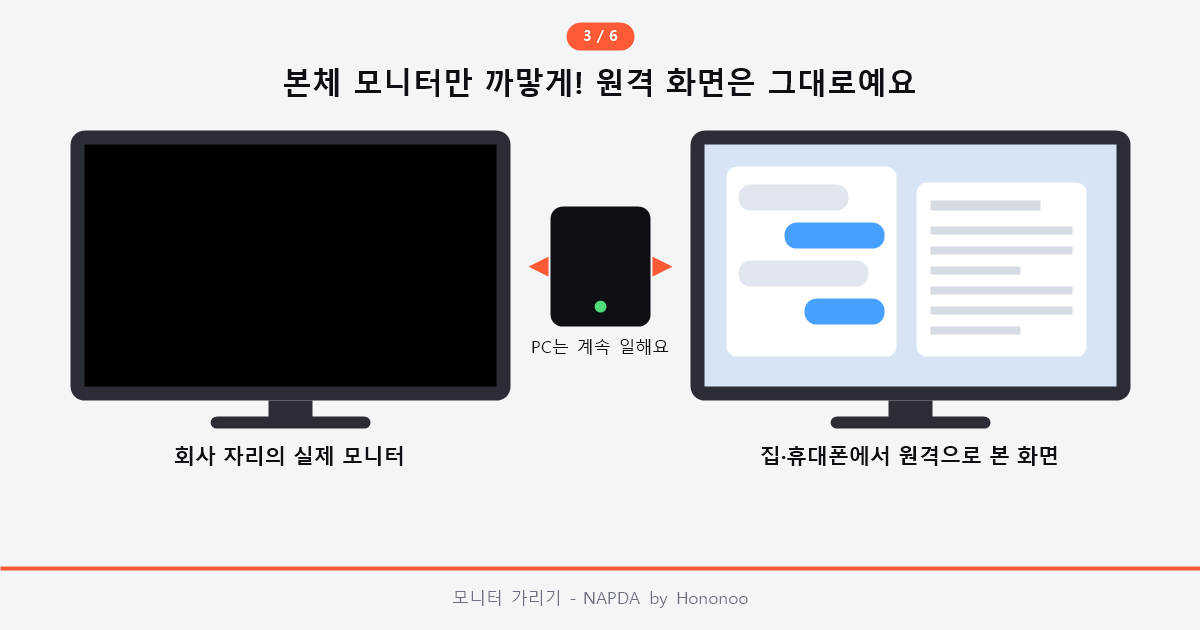 3 / 6
본체 모니터만 까맣게! 원격 화면은 그대로예요
PC는 계속 일해요
회사 자리의 실제 모니터
집·휴대폰에서 원격으로 본 화면
모니터 가리기 - NAPDA by Hononoo